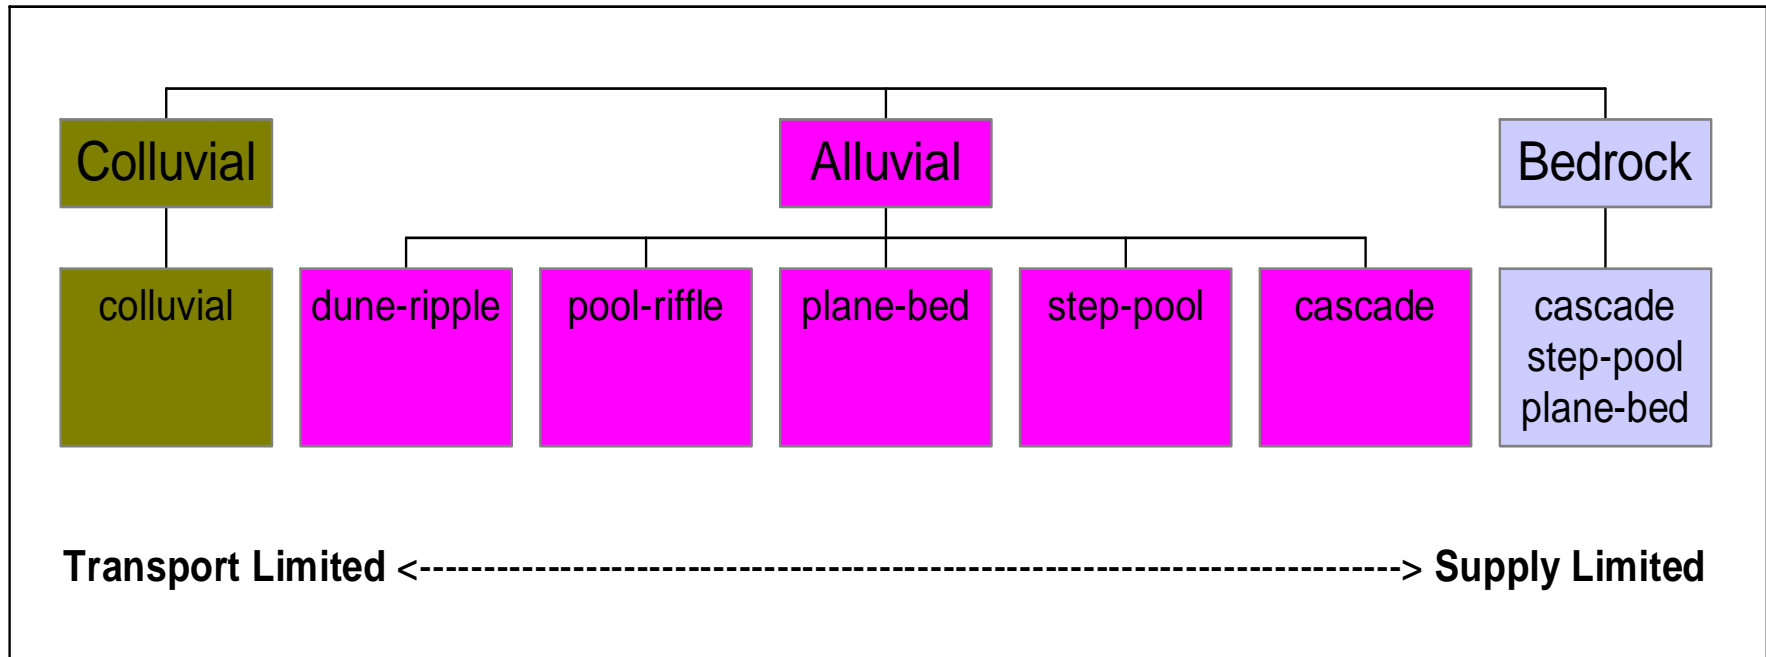 Colluvial
Alluvial
Bedrock
colluvial
dune-ripple
pool-riffle
plane-bed
step-pool
cascade
cascade
step-pool
plane-bed
Transport Limited <---------------------------------------------------------------> Supply Limited